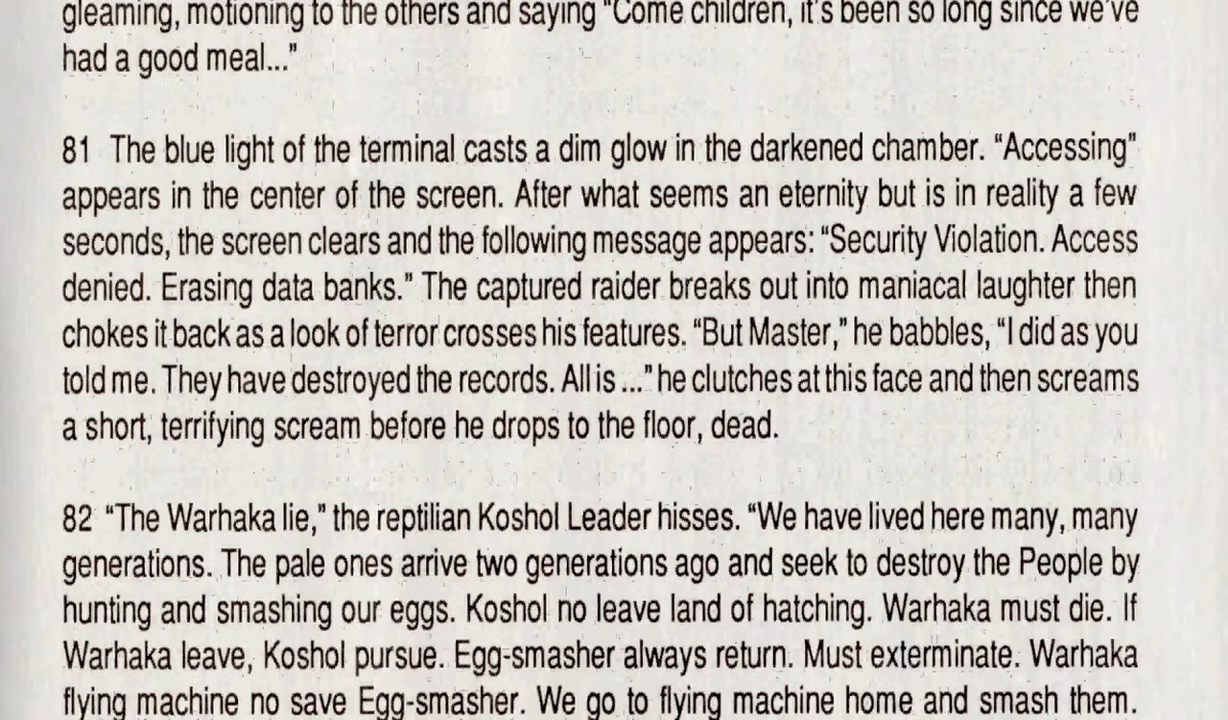 gleaming, motioning to the others and saying "Come children, it's been so long since we've
had a good meal..."
81 The blue light of the terminal casts a dim glow in the darkened chamber. "Accessing"
appears in the center of the screen. After what seems an eternity but is in reality a few
seconds, the screen clears and the following message appears: "Security Violation. Access
denied. Erasing data banks." The captured raider breaks out into maniacal laughter then
chokes it back as a look of terror crosses his features. "But Master," he babbles, "I did as you
told me. They have destroyed the records. All is ..." he clutches at this face and then screams
a short, terrifying scream before he drops to the floor, dead.
82 "The Warhaka lie," the reptilian Koshol Leader hisses. "We have lived here many, many
generations. The pale ones arrive two generations ago and seek to destroy the People by
hunting and smashing our eggs. Koshol no leave land of hatching. Warhaka must die. If
Warhaka leave, Koshol pursue. Egg-smasher always return. Must exterminate. Warhaka
flying machine no save Egg-smasher. We go to flying machine home and smash them.